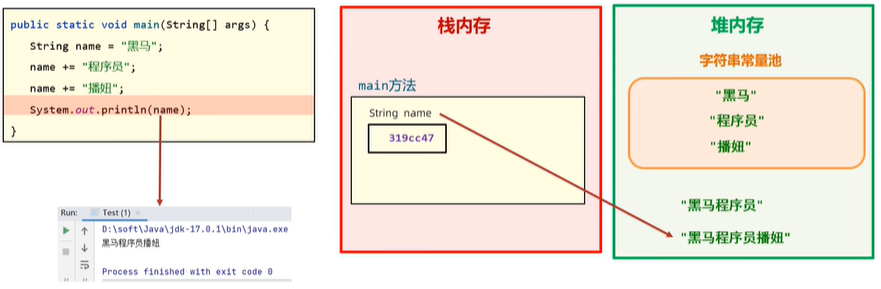 public static void main(String[] args) {
String name = "黑马";
name += "程序员";
name += "播妞";
System.out.println(name);
}
Run: Test (1) ×
D:\soft\Java\jdk-17.0.1\bin\java.exe
黑马程序员播妞
Process finished with exit code 0
栈内存
main方法
String name
319cc47
堆内存
字符串常量池
"黑马"
"程序员"
"播妞"
"黑马程序员"
"黑马程序员播妞"